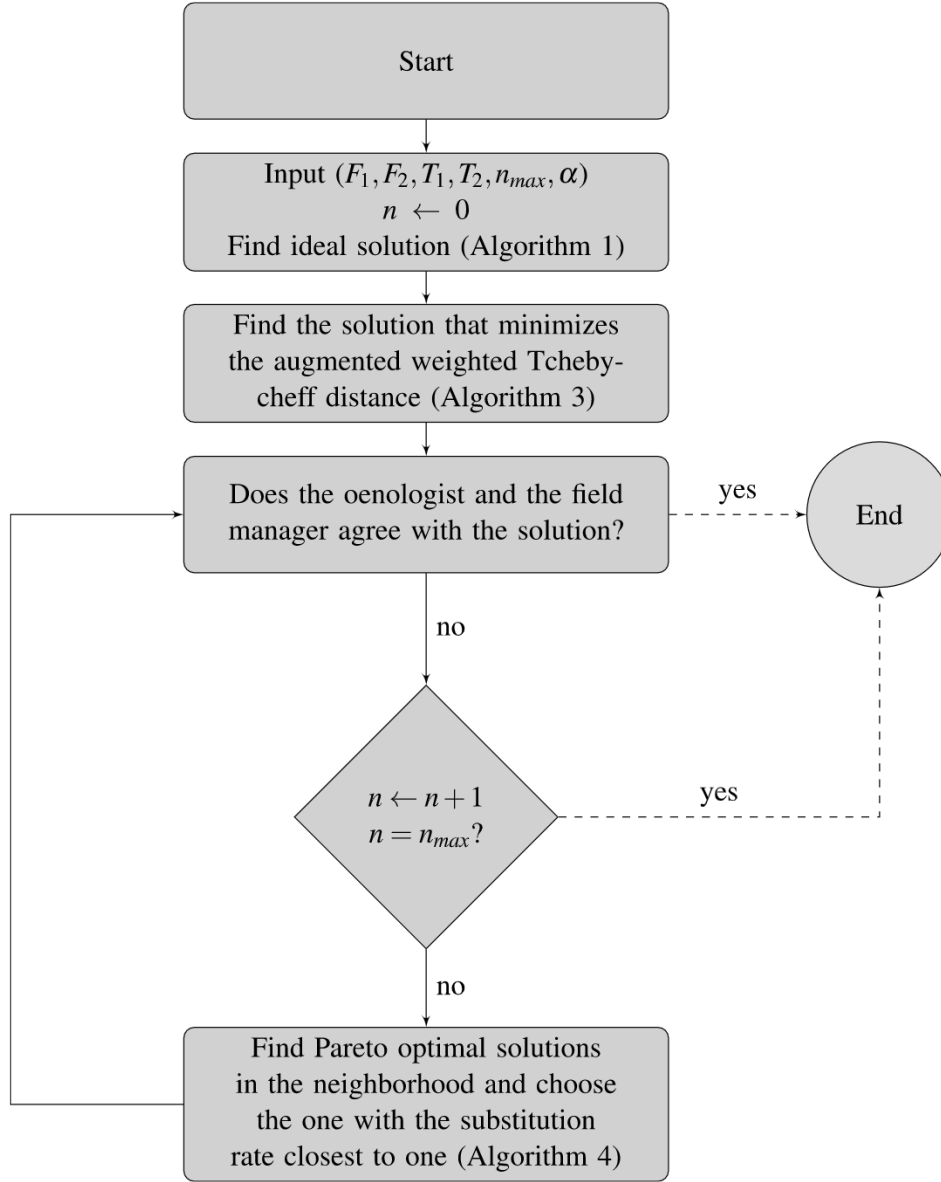 Start
Input (F₁, F₂, T₁, T₂, nₘₐₓ, α)
n ← 0
Find ideal solution (Algorithm 1)
Find the solution that minimizes
the augmented weighted Tcheby-
cheff distance (Algorithm 3)
Does the oenologist and the field
manager agree with the solution?
yes
End
no
n ← n + 1
n = nₘₐₓ?
yes
no
Find Pareto optimal solutions
in the neighborhood and choose
the one with the substitution
rate closest to one (Algorithm 4)